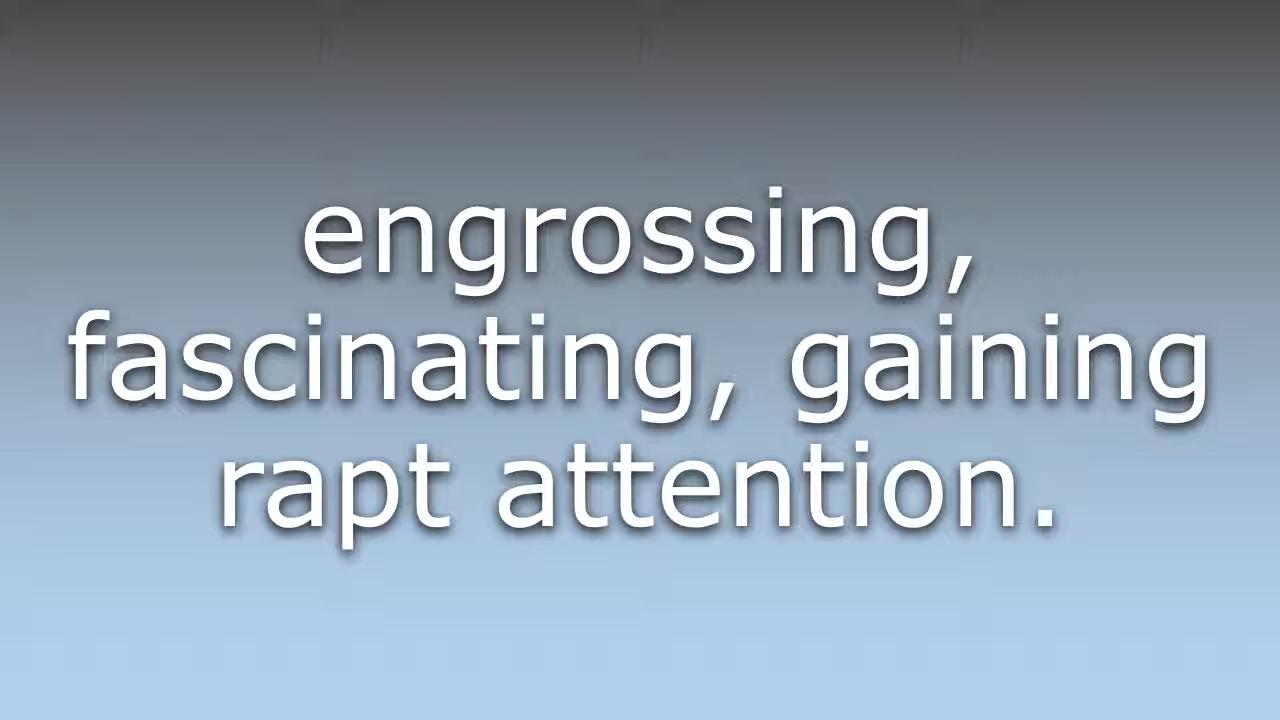 engrossing,
fascinating, gaining
rapt attention.